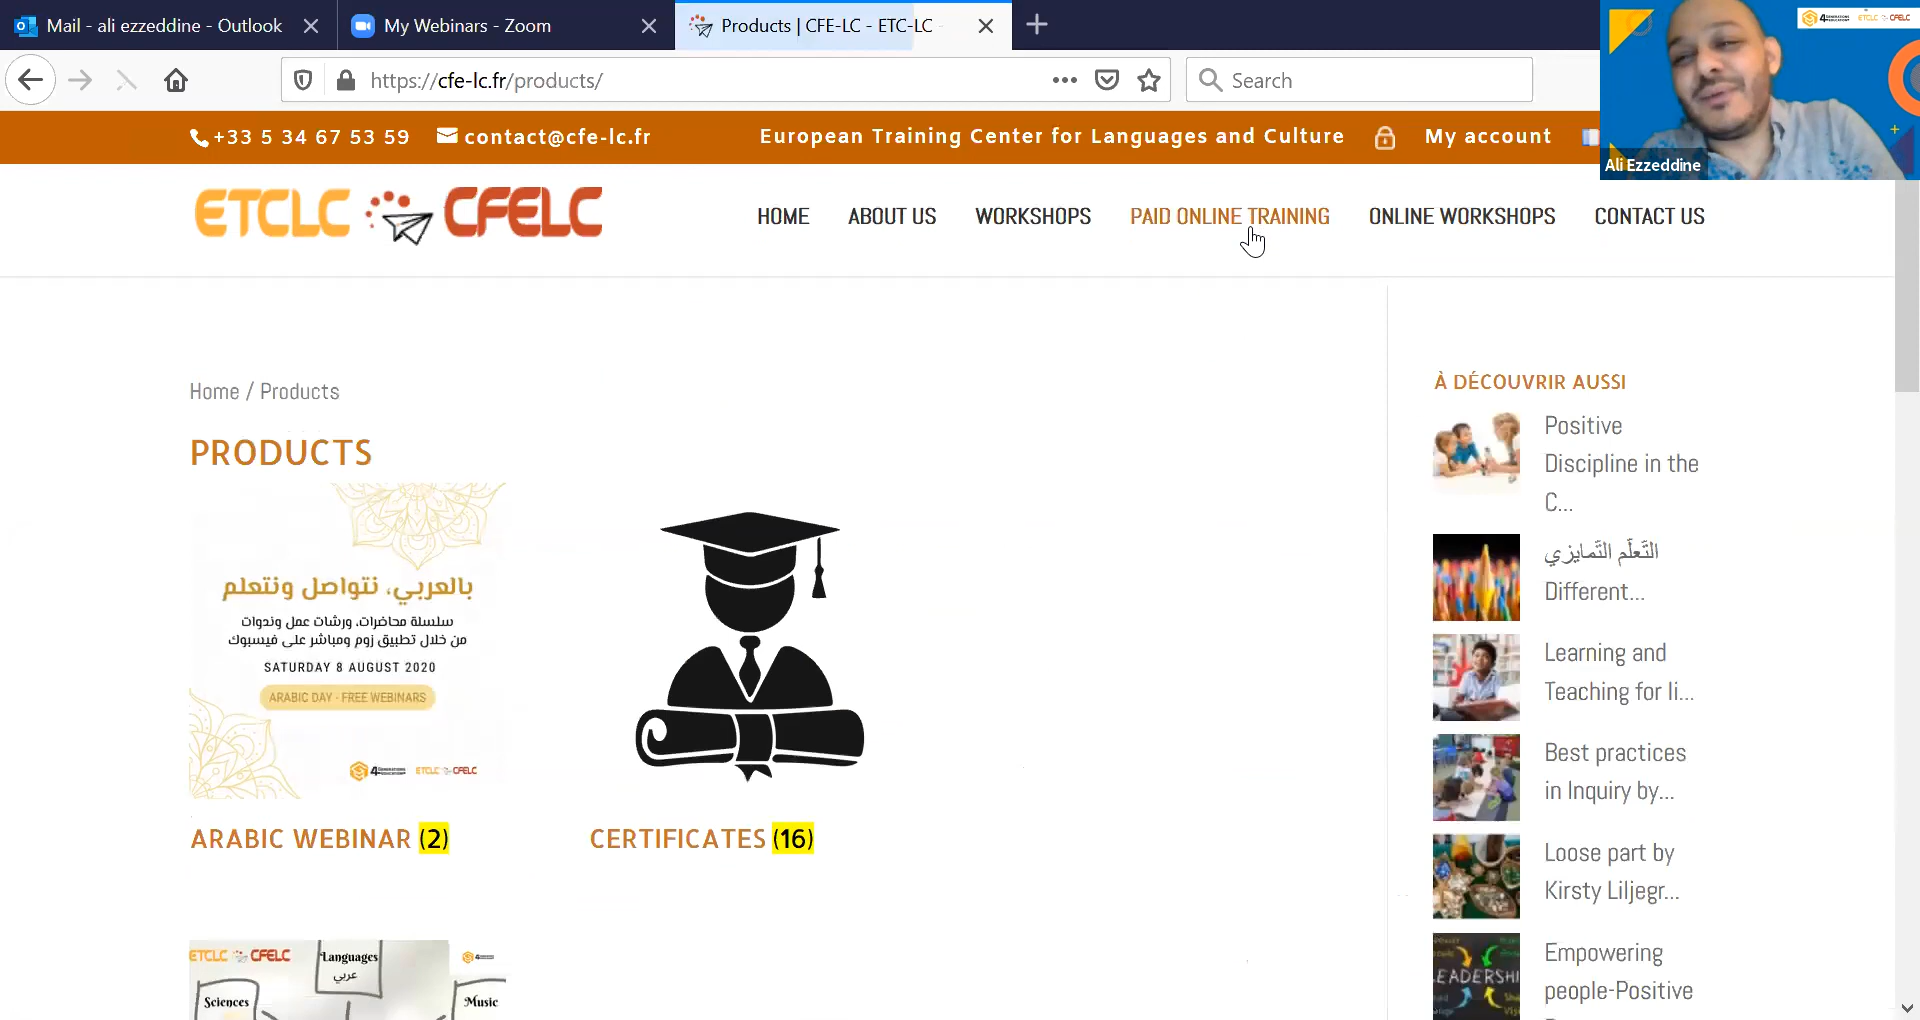 Mail - ali ezzeddine - Outlook
My Webinars - Zoom
Products | CFE-LC - ETC-LC -
https://cfe-lc.fr/products/
Search
+33 5 34 67 53 59
contact@cfe-lc.fr
European Training Center for Languages and Culture
My account
Ali Ezzeddine
ETCLC CFELC
HOME
ABOUT US
WORKSHOPS
PAID ONLINE TRAINING
ONLINE WORKSHOPS
CONTACT US
Home / Products
PRODUCTS
بالعربي، نتواصل ونتعلم
سلسلة محاضرات، ورشات عمل وندوات
من خلال تطبيق زوم ومباشر على فيسبوك
SATURDAY 8 AUGUST 2020
ARABIC DAY - FREE WEBINARS
ETCLC CFELC
ARABIC WEBINAR (2)
CERTIFICATES (16)
ETCLC CFELC
Languages
عربي
Sciences
Music
À DÉCOUVRIR AUSSI
Positive
Discipline in the
C...
التَّعلّم التَّمايزي
Different...
Learning and
Teaching for li...
Best practices
in Inquiry by...
Loose part by
Kirsty Liljegr...
Empowering
people-Positive